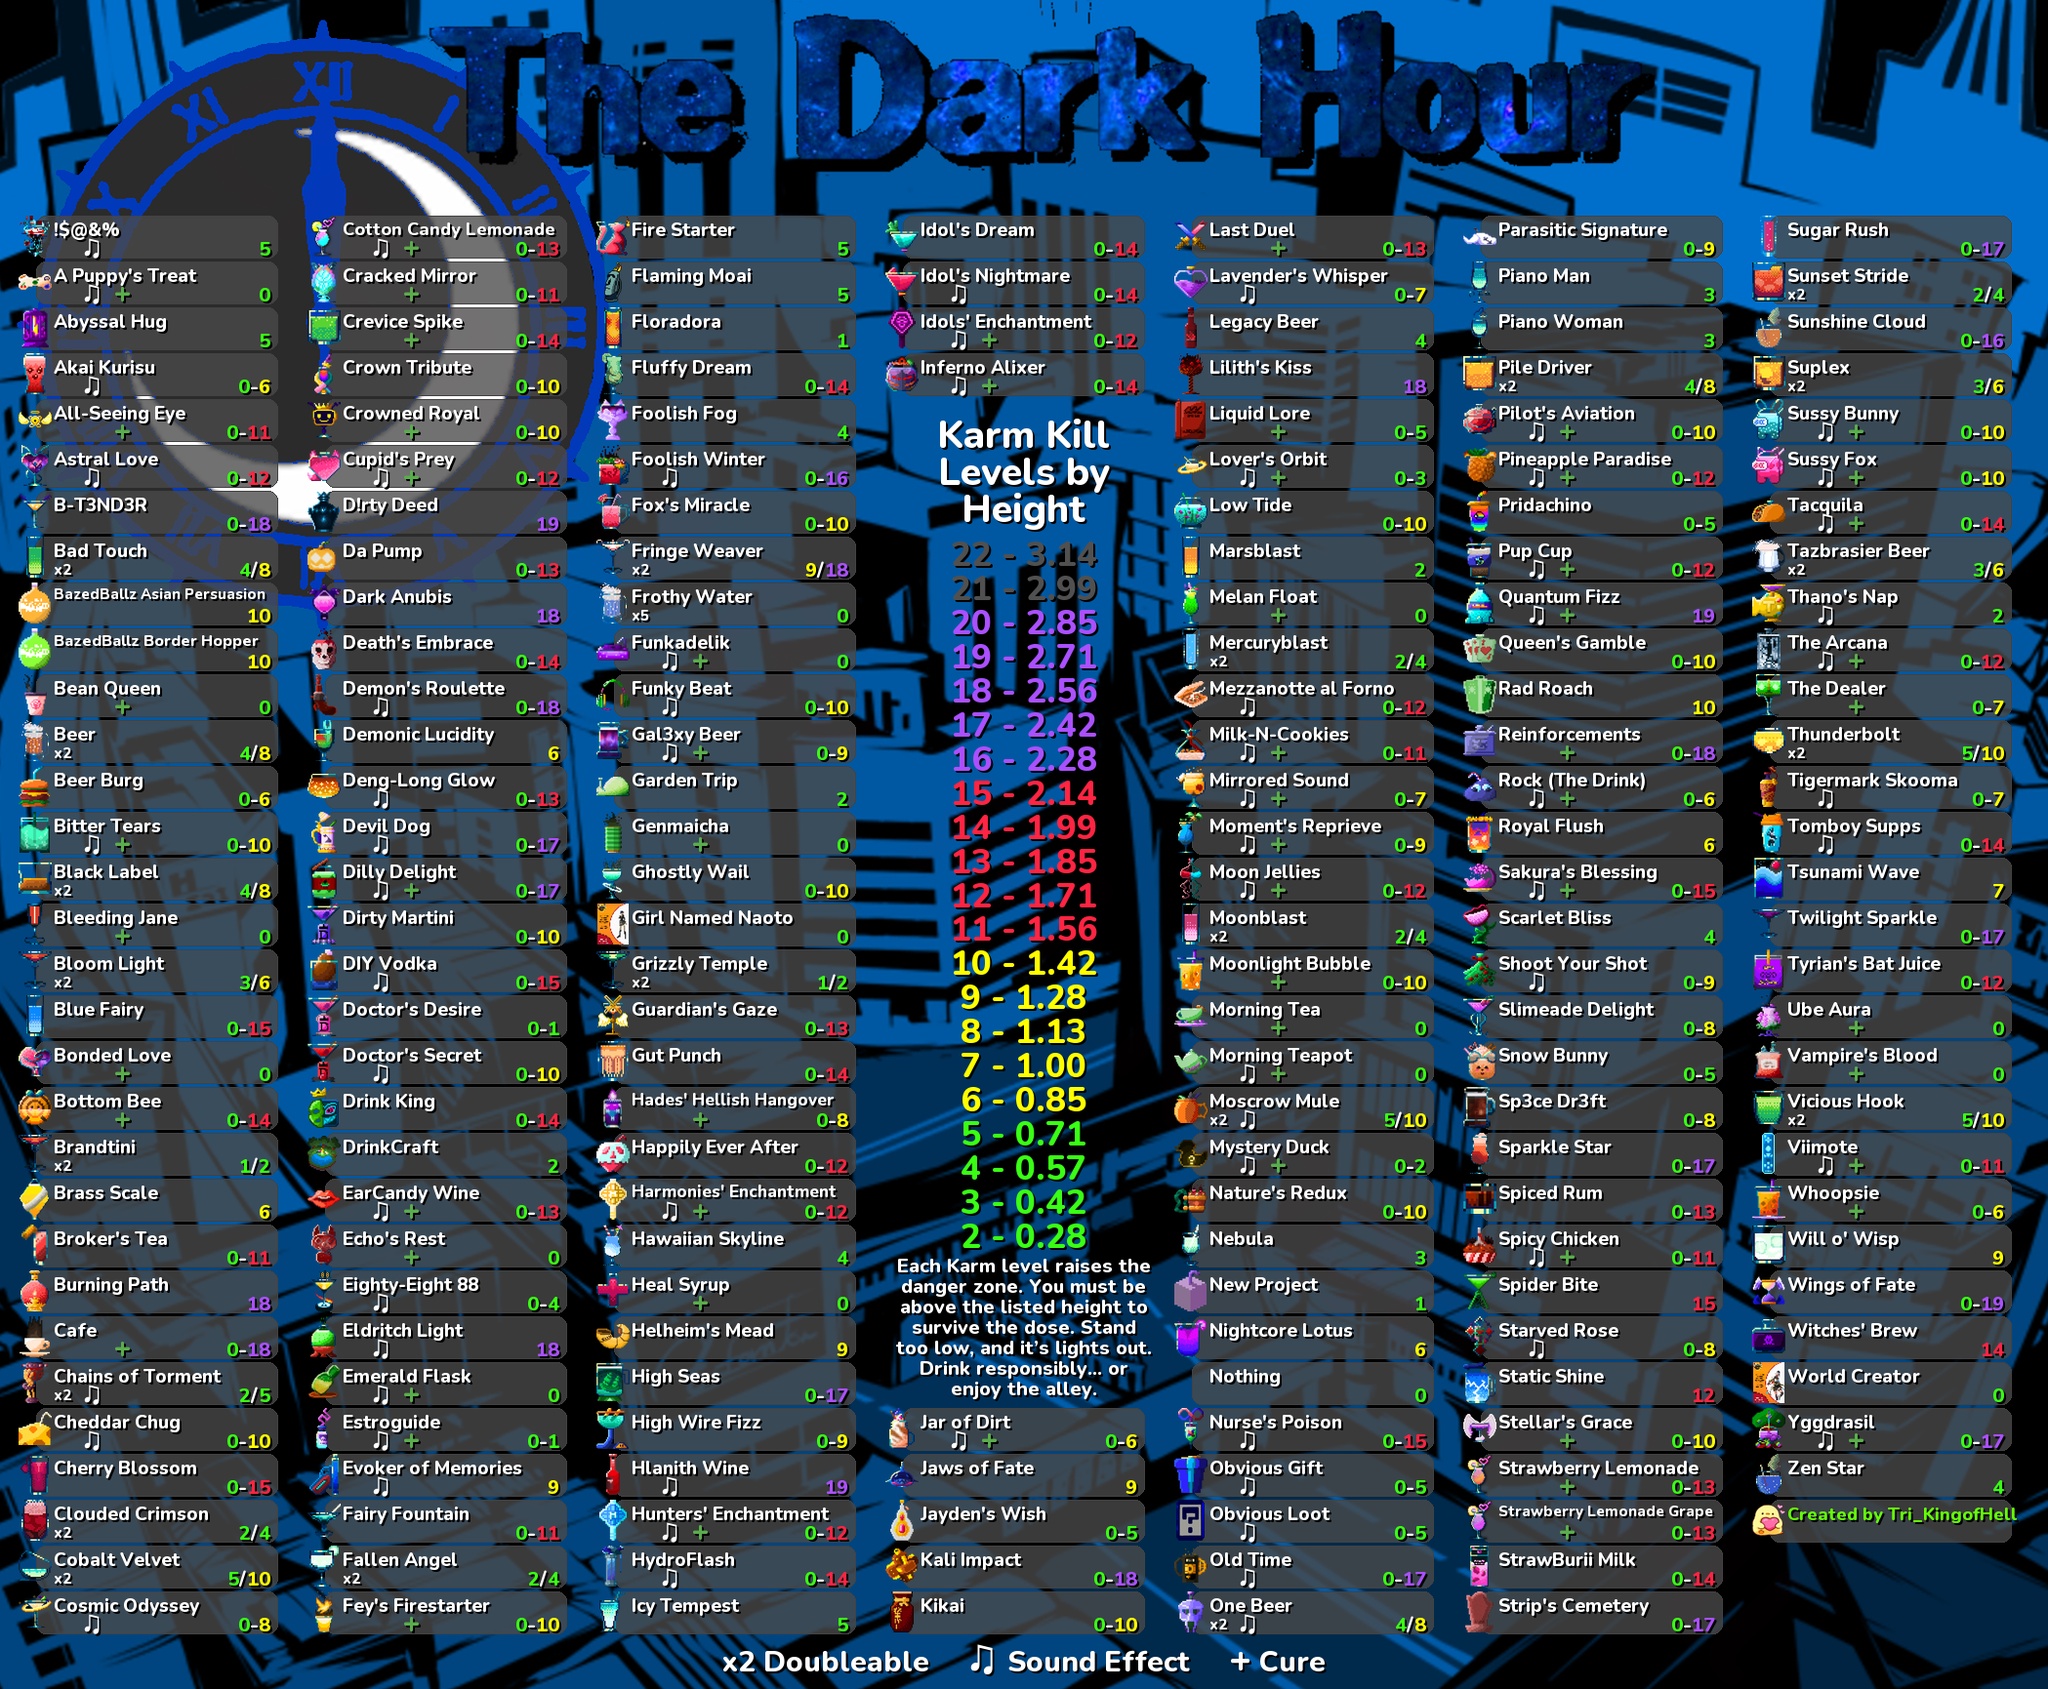 The Dark Hour
XI XII I
!$@&%
♫ 5
A Puppy's Treat
♫ + 0
Abyssal Hug
5
Akai Kurisu
♫ 0-6
All-Seeing Eye
+ 0-11
Astral Love
♫ 0-12
B-T3ND3R
0-18
Bad Touch
x2 4/8
BazedBallz Asian Persuasion
10
BazedBallz Border Hopper
10
Bean Queen
+ 0
Beer
x2 4/8
Beer Burg
0-6
Bitter Tears
♫ + 0-10
Black Label
x2 4/8
Bleeding Jane
+ 0
Bloom Light
x2 3/6
Blue Fairy
0-15
Bonded Love
+ 0
Bottom Bee
+ 0-14
Brandtini
x2 1/2
Brass Scale
6
Broker's Tea
0-11
Burning Path
18
Cafe
+ 0-18
Chains of Torment
x2 ♫ 2/5
Cheddar Chug
♫ 0-10
Cherry Blossom
0-15
Clouded Crimson
x2 2/4
Cobalt Velvet
x2 5/10
Cosmic Odyssey
♫ 0-8
Cotton Candy Lemonade
♫ + 0-13
Cracked Mirror
+ 0-11
Crevice Spike
+ 0-14
Crown Tribute
+ 0-10
Crowned Royal
+ 0-10
Cupid's Prey
♫ + 0-12
D!rty Deed
19
Da Pump
0-13
Dark Anubis
18
Death's Embrace
0-14
Demon's Roulette
♫ 0-18
Demonic Lucidity
6
Deng-Long Glow
♫ 0-13
Devil Dog
♫ 0-17
Dilly Delight
♫ + 0-17
Dirty Martini
0-10
DIY Vodka
♫ 0-15
Doctor's Desire
0-1
Doctor's Secret
♫ 0-10
Drink King
0-14
DrinkCraft
2
EarCandy Wine
♫ + 0-13
Echo's Rest
+ 0
Eighty-Eight 88
♫ 0-4
Eldritch Light
♫ 18
Emerald Flask
♫ + 0
Estroguide
♫ + 0-1
Evoker of Memories
♫ 9
Fairy Fountain
0-11
Fallen Angel
x2 2/4
Fey's Firestarter
+ 0-10
Fire Starter
5
Flaming Moai
5
Floradora
1
Fluffy Dream
0-14
Foolish Fog
4
Foolish Winter
♫ 0-16
Fox's Miracle
0-10
Fringe Weaver
x2 9/18
Frothy Water
x5 0
Funkadelik
♫ + 0
Funky Beat
♫ 0-10
Gal3xy Beer
♫ + 0-9
Garden Trip
2
Genmaicha
+ 0
Ghostly Wail
0-10
Girl Named Naoto
0
Grizzly Temple
x2 1/2
Guardian's Gaze
0-13
Gut Punch
0-14
Hades' Hellish Hangover
+ 0-8
Happily Ever After
0-12
Harmonies' Enchantment
♫ + 0-12
Hawaiian Skyline
4
Heal Syrup
+ 0
Helheim's Mead
9
High Seas
0-17
High Wire Fizz
0-9
Hlanith Wine
19
Hunters' Enchantment
♫ + 0-12
HydroFlash
♫ 0-14
Icy Tempest
5
Idol's Dream
0-14
Idol's Nightmare
♫ 0-14
Idols' Enchantment
♫ + 0-12
Inferno Alixer
♫ + 0-14
Karm Kill
Levels by
Height
22 - 3.14
21 - 2.99
20 - 2.85
19 - 2.71
18 - 2.56
17 - 2.42
16 - 2.28
15 - 2.14
14 - 1.99
13 - 1.85
12 - 1.71
11 - 1.56
10 - 1.42
9 - 1.28
8 - 1.13
7 - 1.00
6 - 0.85
5 - 0.71
4 - 0.57
3 - 0.42
2 - 0.28
Each Karm level raises the
danger zone. You must be
above the listed height to
survive the dose. Stand
too low, and it's lights out.
Drink responsibly... or
enjoy the alley.
Jar of Dirt
♫ + 0-6
Jaws of Fate
9
Jayden's Wish
0-5
Kali Impact
0-18
Kikai
0-10
Last Duel
+ 0-13
Lavender's Whisper
♫ 0-7
Legacy Beer
4
Lilith's Kiss
18
Liquid Lore
+ 0-5
Lover's Orbit
♫ + 0-3
Low Tide
0-10
Marsblast
2
Melan Float
0
Mercuryblast
x2 2/4
Mezzanotte al Forno
♫ 0-12
Milk-N-Cookies
♫ + 0-11
Mirrored Sound
♫ + 0-7
Moment's Reprieve
♫ + 0-9
Moon Jellies
♫ + 0-12
Moonblast
x2 2/4
Moonlight Bubble
+ 0-10
Morning Tea
+ 0
Morning Teapot
♫ + 0
Moscrow Mule
x2 ♫ 5/10
Mystery Duck
♫ + 0-2
Nature's Redux
0-10
Nebula
3
New Project
1
Nightcore Lotus
6
Nothing
0
Nurse's Poison
♫ 0-15
Obvious Gift
♫ 0-5
Obvious Loot
♫ 0-5
Old Time
♫ 0-17
One Beer
x2 ♫ 4/8
Parasitic Signature
0-9
Piano Man
3
Piano Woman
3
Pile Driver
x2 4/8
Pilot's Aviation
♫ + 0-10
Pineapple Paradise
♫ + 0-12
Pridachino
0-5
Pup Cup
♫ + 0-12
Quantum Fizz
♫ + 19
Queen's Gamble
0-10
Rad Roach
10
Reinforcements
+ 0-18
Rock (The Drink)
♫ + 0-6
Royal Flush
6
Sakura's Blessing
♫ + 0-15
Scarlet Bliss
4
Shoot Your Shot
♫ 0-9
Slimeade Delight
0-8
Snow Bunny
0-5
Sp3ce Dr3ft
0-8
Sparkle Star
0-17
Spiced Rum
0-13
Spicy Chicken
♫ + 0-11
Spider Bite
15
Starved Rose
♫ 0-8
Static Shine
12
Stellar's Grace
+ 0-10
Strawberry Lemonade
+ 0-13
Strawberry Lemonade Grape
+ 0-13
StrawBurii Milk
0-14
Strip's Cemetery
0-17
Sugar Rush
0-17
Sunset Stride
x2 2/4
Sunshine Cloud
0-16
Suplex
x2 3/6
Sussy Bunny
♫ + 0-10
Sussy Fox
♫ + 0-10
Tacquila
♫ + 0-14
Tazbrasier Beer
x2 3/6
Thano's Nap
♫ 2
The Arcana
♫ + 0-12
The Dealer
+ 0-7
Thunderbolt
x2 5/10
Tigermark Skooma
♫ 0-7
Tomboy Supps
♫ 0-14
Tsunami Wave
7
Twilight Sparkle
0-17
Tyrian's Bat Juice
0-12
Ube Aura
+ 0
Vampire's Blood
+ 0
Vicious Hook
x2 5/10
Viimote
♫ + 0-11
Whoopsie
+ 0-6
Will o' Wisp
9
Wings of Fate
0-19
Witches' Brew
14
World Creator
0
Yggdrasil
♫ + 0-17
Zen Star
4
Created by Tri_KingofHell
x2 Doubleable ♫ Sound Effect + Cure